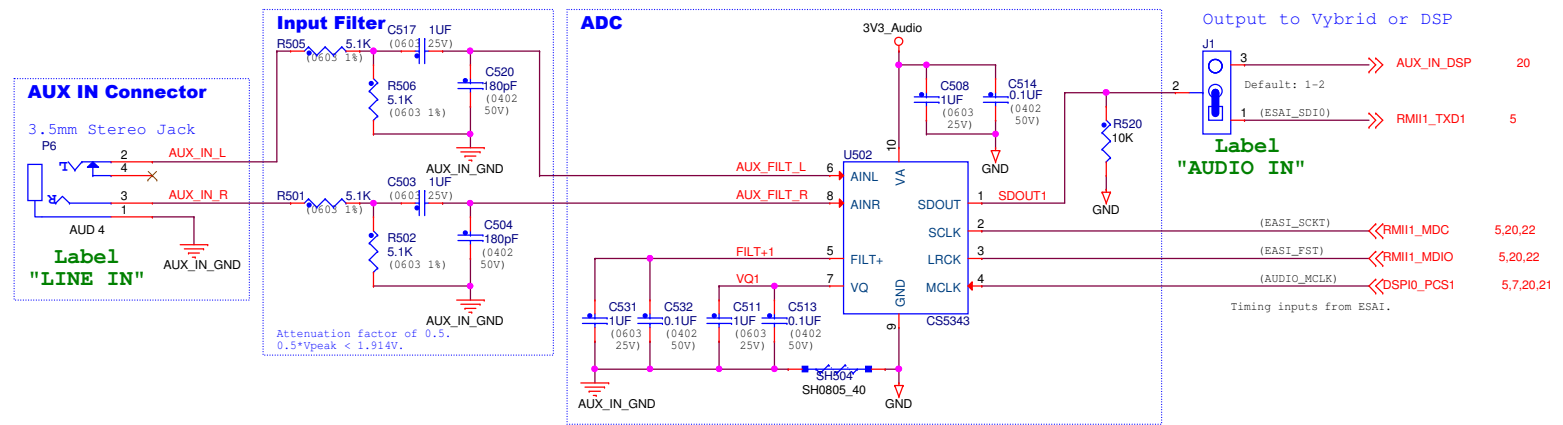 AUX IN Connector
3.5mm Stereo Jack
P6
2
4
3
1
L
R
AUD 4
AUX_IN_L
AUX_IN_R
AUX_IN_GND
Label
"LINE IN"
Input Filter
R505
5.1K
(0603 1%)
C517
1UF
(0603 25V)
R506
5.1K
(0603 1%)
C520
180pF
(0402
50V)
AUX_IN_GND
R501
5.1K
(0603 1%)
C503
1UF
(0603 25V)
R502
5.1K
(0603 1%)
C504
180pF
(0402
50V)
AUX_IN_GND
Attenuation factor of 0.5.
0.5*Vpeak < 1.914V.
ADC
3V3_Audio
C508
1UF
(0603
25V)
C514
0.1UF
(0402
50V)
GND
AUX_FILT_L
AUX_FILT_R
FILT+1
VQ1
U502
10
VA
6
AINL
8
AINR
5
FILT+
7
VQ
GND
9
SDOUT
1
SCLK
2
LRCK
3
MCLK
4
CS5343
SDOUT1
C531
1UF
(0603
25V)
C532
0.1UF
(0402
50V)
C511
1UF
(0603
25V)
C513
0.1UF
(0402
50V)
AUX_IN_GND
SH504
SH0805_40
GND
R520
10K
GND
Output to Vybrid or DSP
J1
3
2
1
Default: 1-2
(ESAI_SDI0)
AUX_IN_DSP 20
RMII1_TXD1 5
Label
"AUDIO IN"
(EASI_SCKT)
RMII1_MDC 5,20,22
(EASI_FST)
RMII1_MDIO 5,20,22
(AUDIO_MCLK)
DSPI0_PCS1 5,7,20,21
Timing inputs from ESAI.